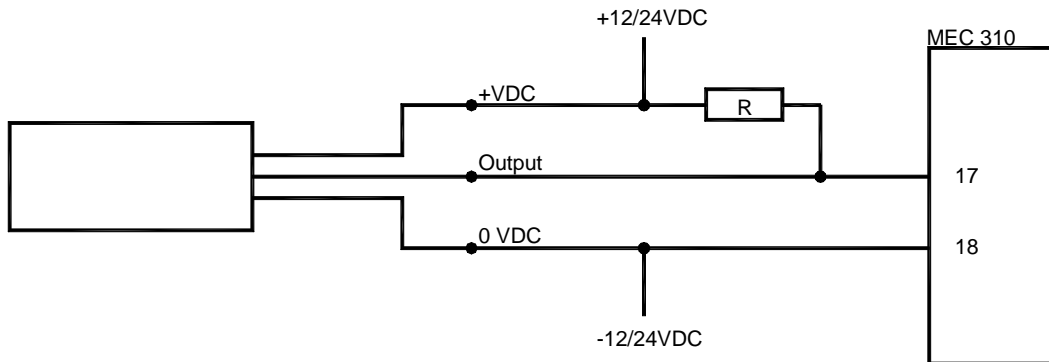 +12/24VDC
MEC 310
+VDC
R
Output
17
0 VDC
18
-12/24VDC